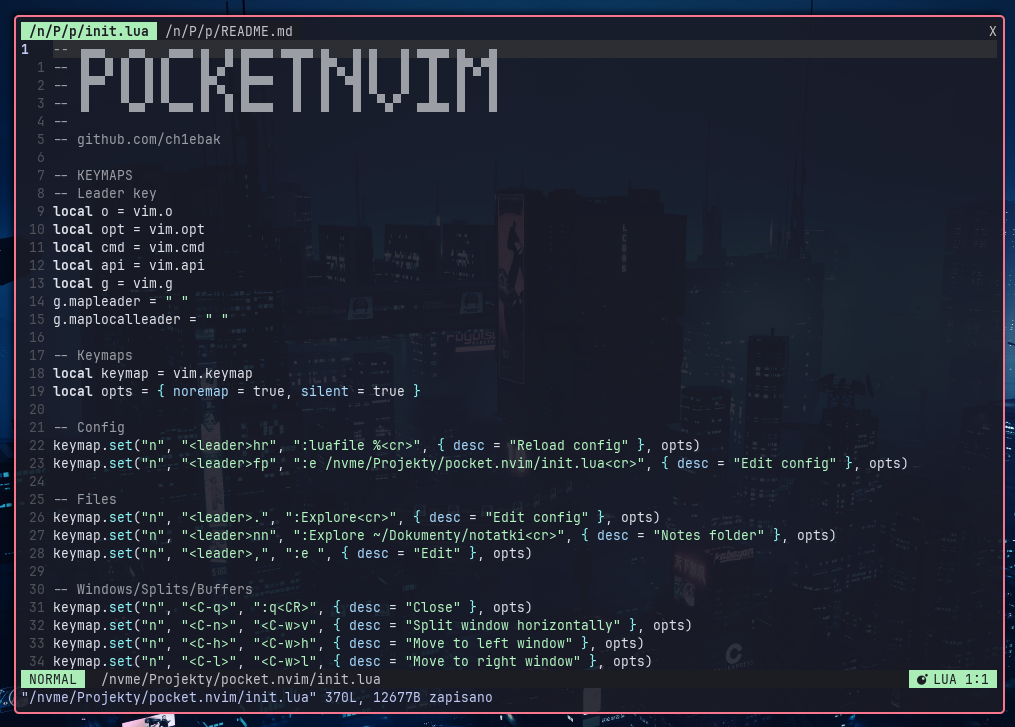 /n/P/p/init.lua /n/P/p/README.md X
1 -- POCKETNVIM
1 --
2 --
3 --
4 --
5 -- github.com/ch1ebak
6
7 -- KEYMAPS
8 -- Leader key
9 local o = vim.o
10 local opt = vim.opt
11 local cmd = vim.cmd
12 local api = vim.api
13 local g = vim.g
14 g.mapleader = " "
15 g.maplocalleader = " "
16
17 -- Keymaps
18 local keymap = vim.keymap
19 local opts = { noremap = true, silent = true }
20
21 -- Config
22 keymap.set("n", "<leader>hr", ":luafile %<cr>", { desc = "Reload config" }, opts)
23 keymap.set("n", "<leader>fp", ":e /nvme/Projekty/pocket.nvim/init.lua<cr>", { desc = "Edit config" }, opts)
24
25 -- Files
26 keymap.set("n", "<leader>.", ":Explore<cr>", { desc = "Edit config" }, opts)
27 keymap.set("n", "<leader>nn", ":Explore ~/Dokumenty/notatki<cr>", { desc = "Notes folder" }, opts)
28 keymap.set("n", "<leader>,", ":e ", { desc = "Edit" }, opts)
29
30 -- Windows/Splits/Buffers
31 keymap.set("n", "<C-q>", ":q<CR>", { desc = "Close" }, opts)
32 keymap.set("n", "<C-n>", "<C-w>v", { desc = "Split window horizontally" }, opts)
33 keymap.set("n", "<C-h>", "<C-w>h", { desc = "Move to left window" }, opts)
34 keymap.set("n", "<C-l>", "<C-w>l", { desc = "Move to right window" }, opts)
NORMAL /nvme/Projekty/pocket.nvim/init.lua LUA 1:1
"/nvme/Projekty/pocket.nvim/init.lua" 370L, 12677B zapisano